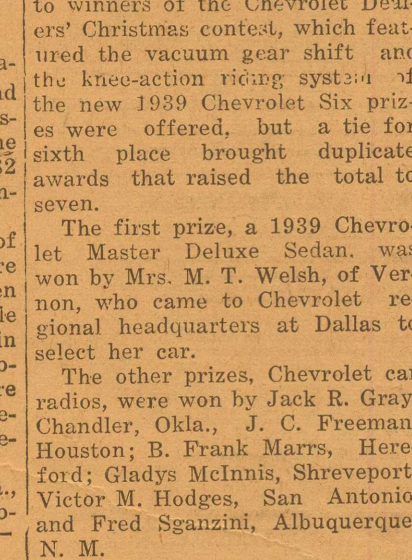 to winners of the Chevrolet Deal-
ers' Christmas contest, which feat-
ured the vacuum gear shift and
the knee-action riding system of
the new 1939 Chevrolet Six priz-
es were offered, but a tie for
sixth place brought duplicate
awards that raised the total to
seven.
The first prize, a 1939 Chevro-
let Master Deluxe Sedan. was
won by Mrs. M. T. Welsh, of Ver-
non, who came to Chevrolet re-
gional headquarters at Dallas to
select her car.
The other prizes, Chevrolet car
radios, were won by Jack R. Gray
Chandler, Okla., J. C. Freeman
Houston; B. Frank Marrs, Here-
ford; Gladys McInnis, Shreveport
Victor M. Hodges, San Antonio
and Fred Sganzini, Albuquerque
N. M.